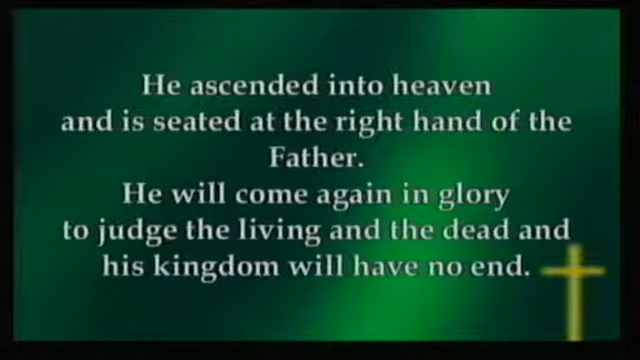 He ascended into heaven
and is seated at the right hand of the
Father.
He will come again in glory
to judge the living and the dead and
his kingdom will have no end.